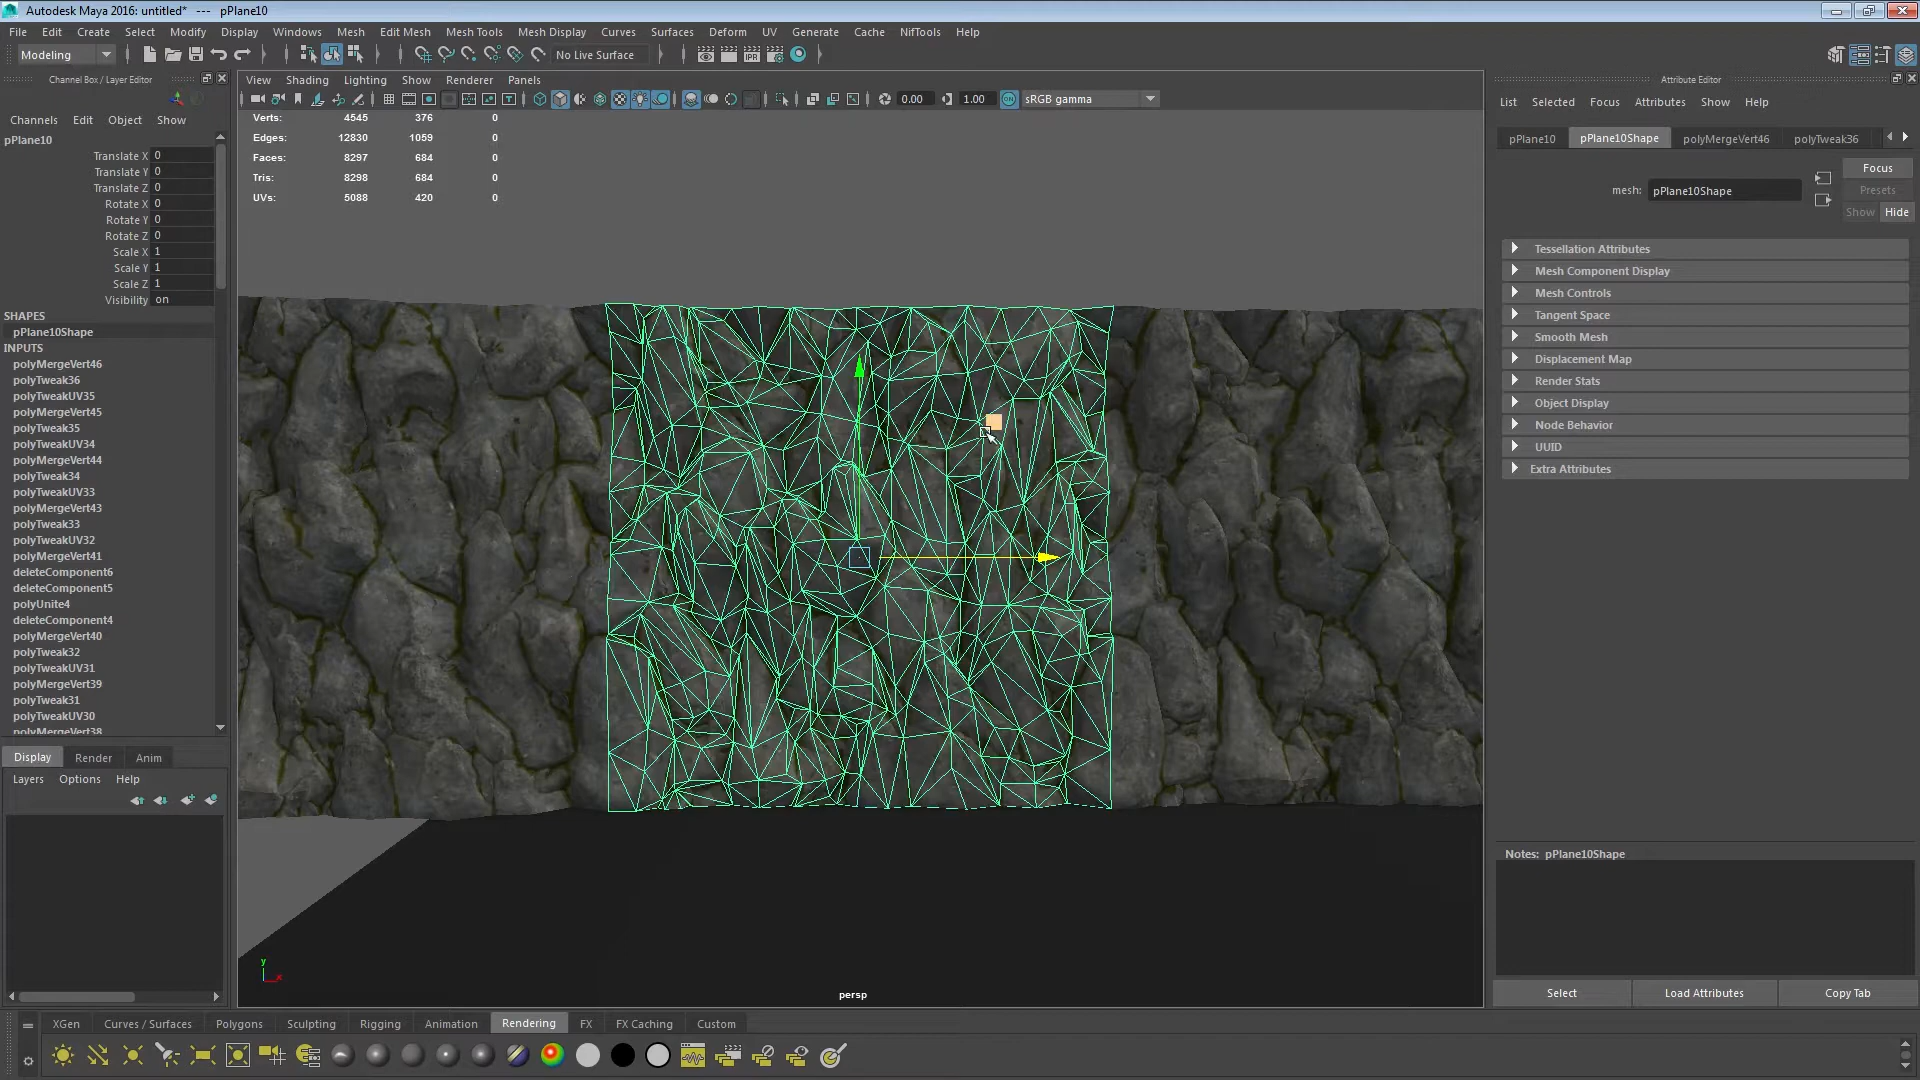 Autodesk Maya 2016: untitled*   ---   pPlane10
File Edit Create Select Modify Display Windows Mesh Edit Mesh Mesh Tools Mesh Display Curves Surfaces Deform UV Generate Cache NifTools Help
Modeling No Live Surface
Channel Box / Layer Editor
Channels Edit Object Show
pPlane10
Translate X 0
Translate Y 0
Translate Z 0
Rotate X 0
Rotate Y 0
Rotate Z 0
Scale X 1
Scale Y 1
Scale Z 1
Visibility on
SHAPES
pPlane10Shape
INPUTS
polyMergeVert46
polyTweak36
polyTweakUV35
polyMergeVert45
polyTweak35
polyTweakUV34
polyMergeVert44
polyTweak34
polyTweakUV33
polyMergeVert43
polyTweak33
polyTweakUV32
polyMergeVert41
deleteComponent6
deleteComponent5
polyUnite4
deleteComponent4
polyMergeVert40
polyTweak32
polyTweakUV31
polyMergeVert39
polyTweak31
polyTweakUV30
polyMergeVert38
Display Render Anim
Layers Options Help
View Shading Lighting Show Renderer Panels
0.00 1.00 ON sRGB gamma
Verts: 4545 376 0
Edges: 12830 1059 0
Faces: 8297 684 0
Tris: 8298 684 0
UVs: 5088 420 0
y
x
persp
Attribute Editor
List Selected Focus Attributes Show Help
pPlane10 pPlane10Shape polyMergeVert46 polyTweak36
Focus
mesh: pPlane10Shape
Presets
Show Hide
Tessellation Attributes
Mesh Component Display
Mesh Controls
Tangent Space
Smooth Mesh
Displacement Map
Render Stats
Object Display
Node Behavior
UUID
Extra Attributes
Notes: pPlane10Shape
Select Load Attributes Copy Tab
XGen Curves / Surfaces Polygons Sculpting Rigging Animation Rendering FX FX Caching Custom